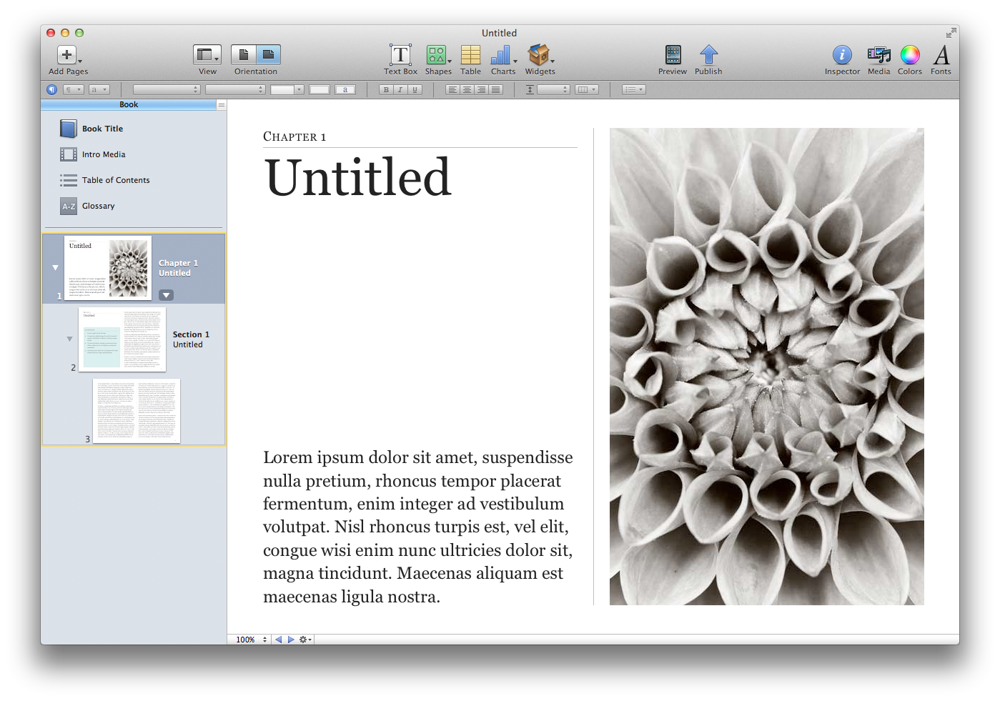 Untitled
Add Pages
View
Orientation
Text Box
Shapes
Table
Charts
Widgets
Preview
Publish
Inspector
Media
Colors
Fonts
¶
¶
a
a
B I U
Book
Book Title
Intro Media
Table of Contents
A-Z Glossary
Untitled
Chapter 1
Untitled
1
Untitled
Section 1
Untitled
2
3
CHAPTER 1
Untitled
Lorem ipsum dolor sit amet, suspendisse
nulla pretium, rhoncus tempor placerat
fermentum, enim integer ad vestibulum
volutpat. Nisl rhoncus turpis est, vel elit,
congue wisi enim nunc ultricies dolor sit,
magna tincidunt. Maecenas aliquam est
maecenas ligula nostra.
100%